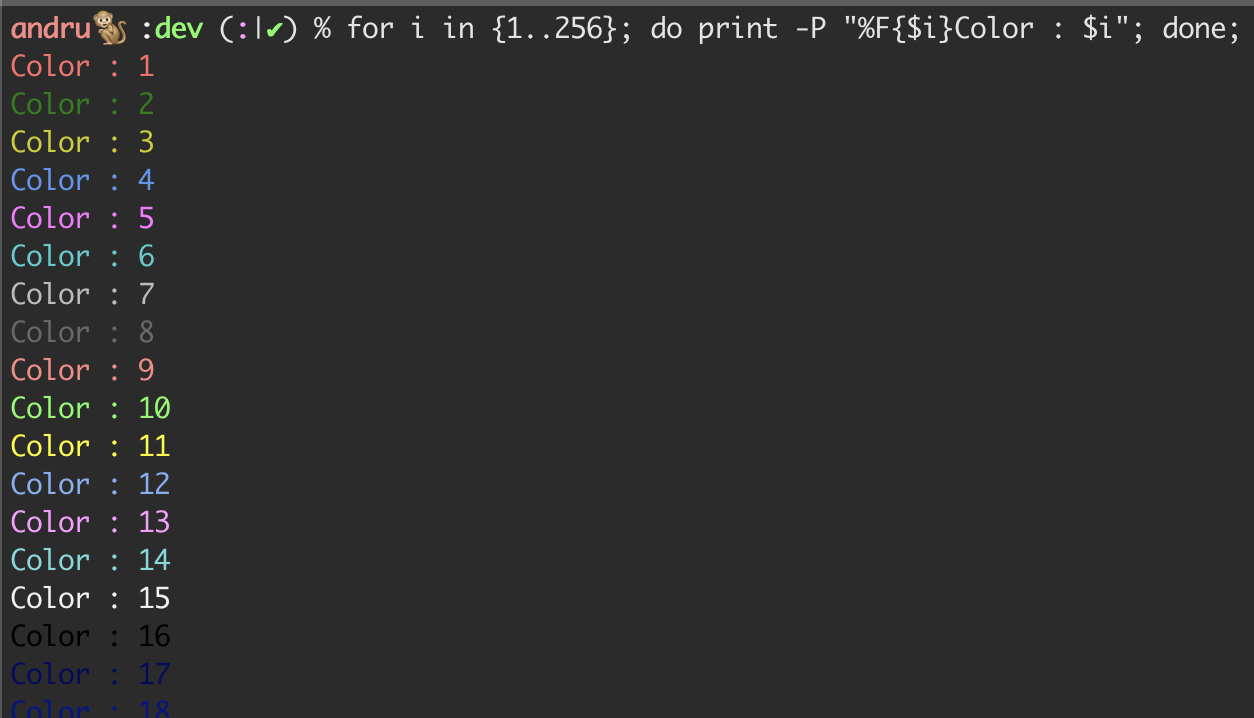 andru🐒 :dev (:|✔) % for i in {1..256}; do print -P "%F{$i}Color : $i"; done;
Color : 1
Color : 2
Color : 3
Color : 4
Color : 5
Color : 6
Color : 7
Color : 8
Color : 9
Color : 10
Color : 11
Color : 12
Color : 13
Color : 14
Color : 15
Color : 16
Color : 17
Color : 18